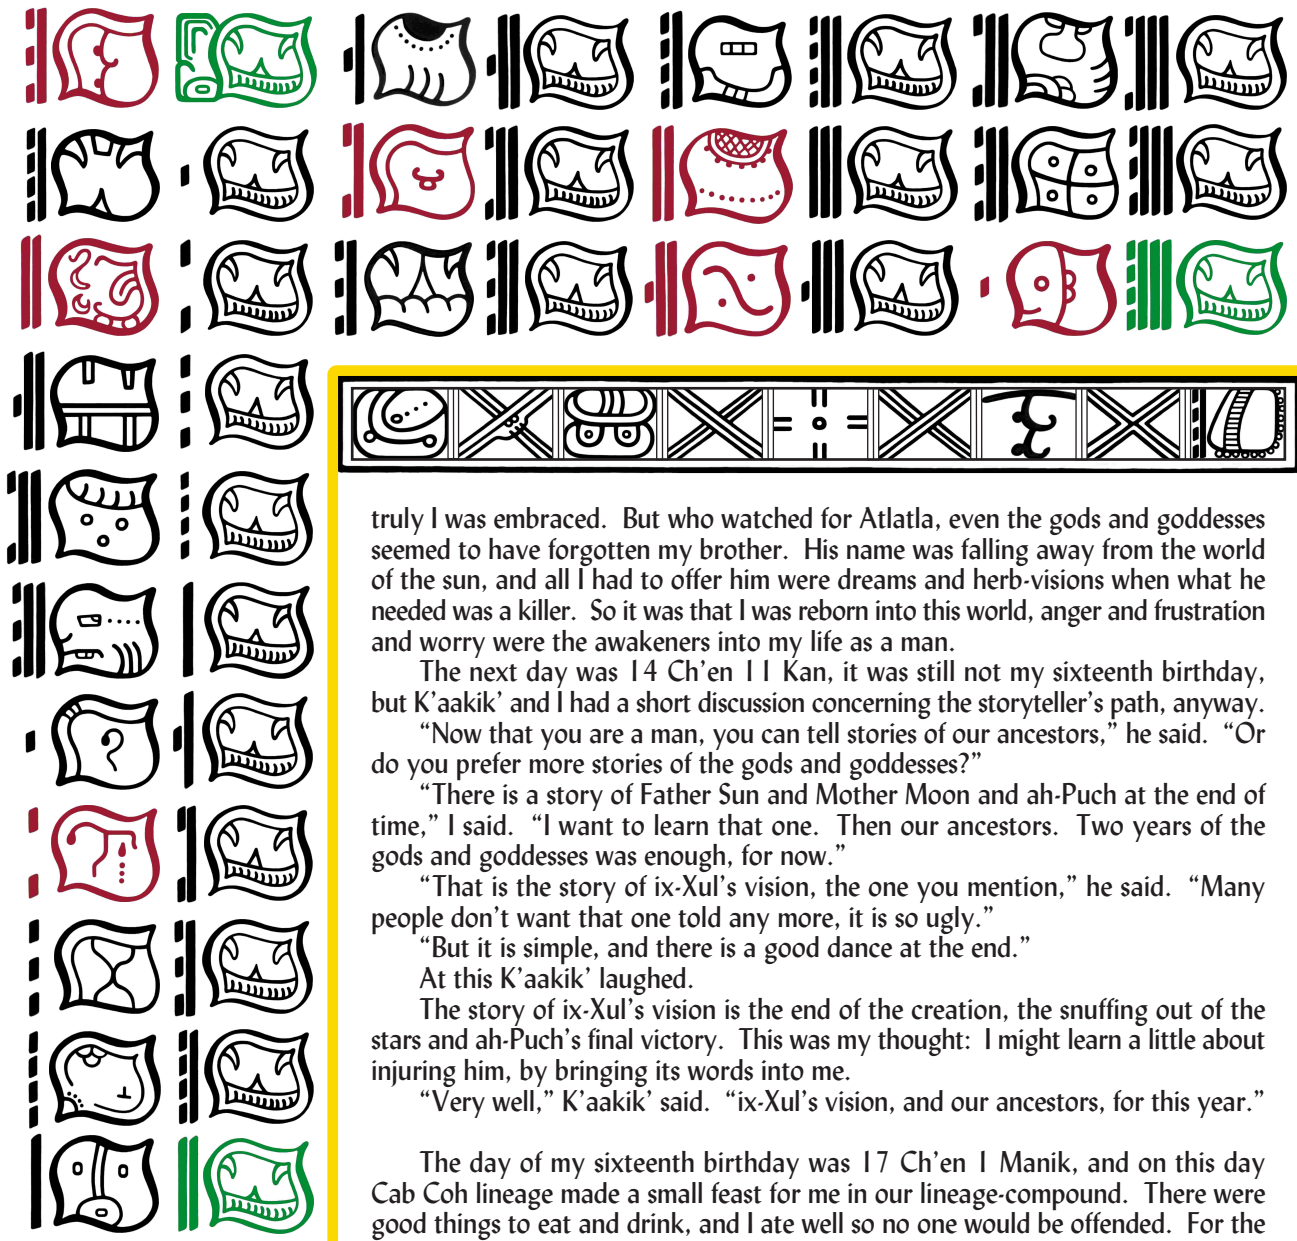 truly I was embraced.  But who watched for Atlatla, even the gods and goddesses
seemed to have forgotten my brother.  His name was falling away from the world
of the sun, and all I had to offer him were dreams and herb-visions when what he
needed was a killer.  So it was that I was reborn into this world, anger and frustration
and worry were the awakeners into my life as a man.
The next day was 14 Ch’en 11 Kan, it was still not my sixteenth birthday,
but K’aakik’ and I had a short discussion concerning the storyteller’s path, anyway.
“Now that you are a man, you can tell stories of our ancestors,” he said.  “Or
do you prefer more stories of the gods and goddesses?”
“There is a story of Father Sun and Mother Moon and ah-Puch at the end of
time,” I said.  “I want to learn that one.  Then our ancestors.  Two years of the
gods and goddesses was enough, for now.”
“That is the story of ix-Xul’s vision, the one you mention,” he said.  “Many
people don’t want that one told any more, it is so ugly.”
“But it is simple, and there is a good dance at the end.”
At this K’aakik’ laughed.
The story of ix-Xul’s vision is the end of the creation, the snuffing out of the
stars and ah-Puch’s final victory.  This was my thought:  I might learn a little about
injuring him, by bringing its words into me.
“Very well,” K’aakik’ said.  “ix-Xul’s vision, and our ancestors, for this year.”
The day of my sixteenth birthday was 17 Ch’en 1 Manik, and on this day
Cab Coh lineage made a small feast for me in our lineage-compound.  There were
good things to eat and drink, and I ate well so no one would be offended.  For the